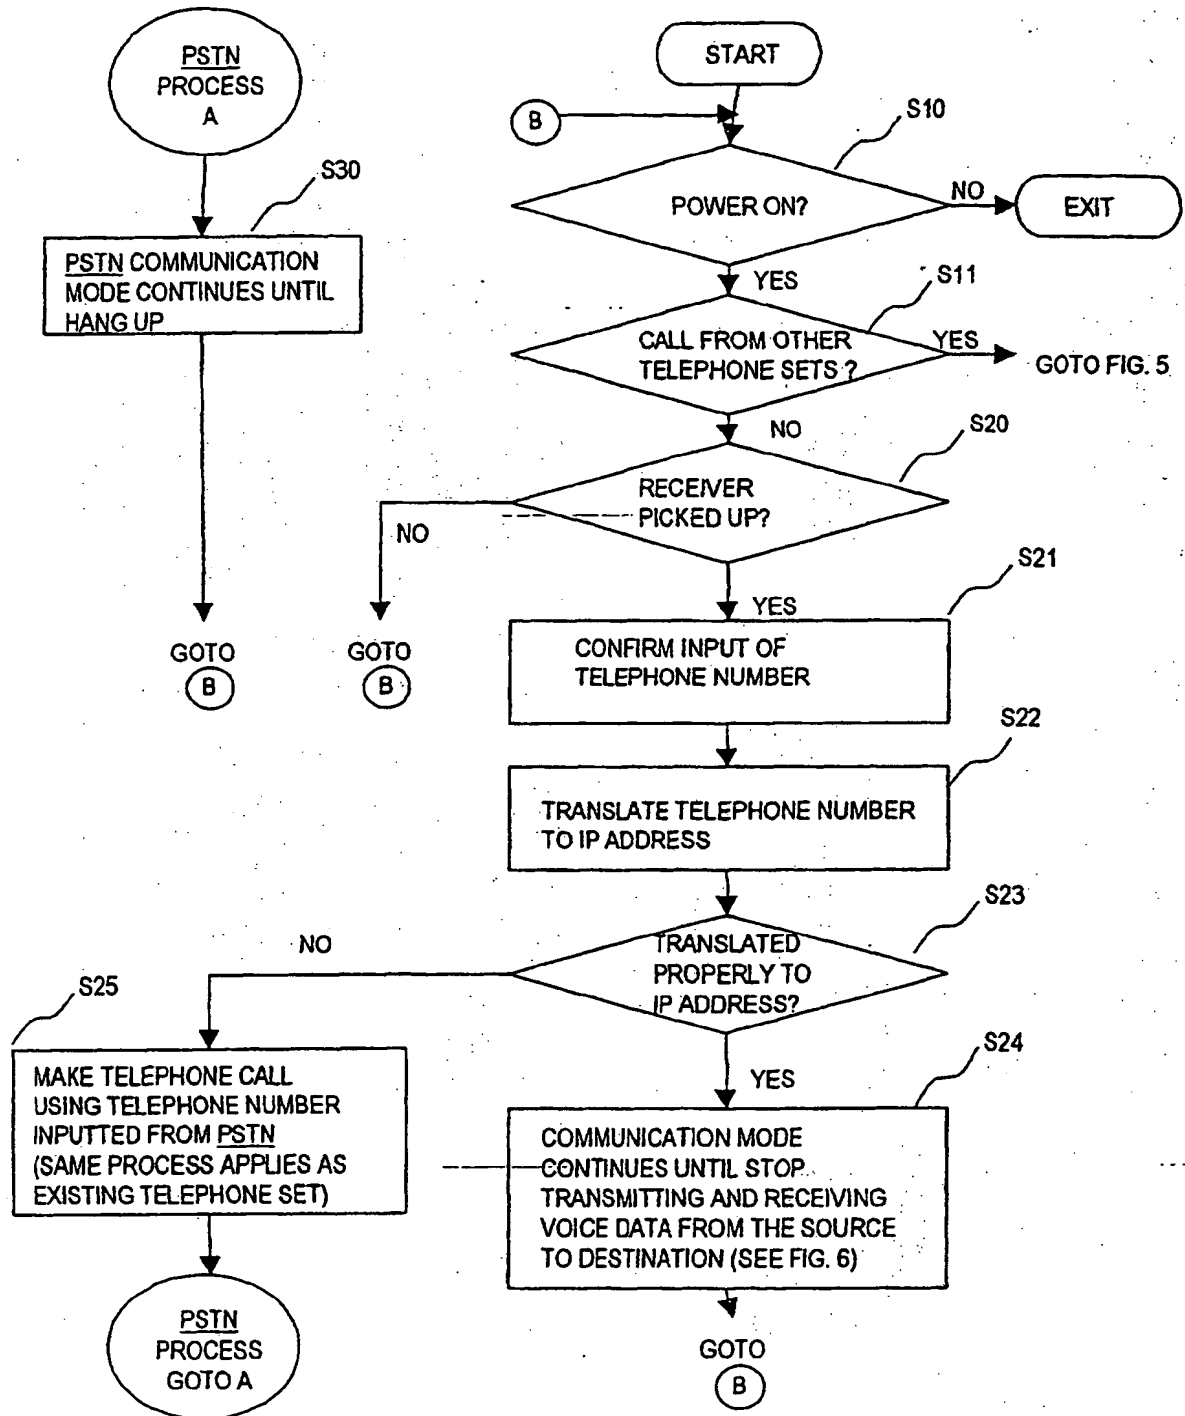 PSTN
PROCESS
A
S30
PSTN COMMUNICATION
MODE CONTINUES UNTIL
HANG UP
GOTO
B
START
B
S10
POWER ON?
NO
EXIT
YES
S11
CALL FROM OTHER
TELEPHONE SETS ?
YES
GOTO FIG. 5
NO
S20
RECEIVER
PICKED UP?
NO
GOTO
B
YES
S21
CONFIRM INPUT OF
TELEPHONE NUMBER
S22
TRANSLATE TELEPHONE NUMBER
TO IP ADDRESS
S23
TRANSLATED
PROPERLY TO
IP ADDRESS?
NO
S25
MAKE TELEPHONE CALL
USING TELEPHONE NUMBER
INPUTTED FROM PSTN
(SAME PROCESS APPLIES AS
EXISTING TELEPHONE SET)
PSTN
PROCESS
GOTO A
YES
S24
COMMUNICATION MODE
CONTINUES UNTIL STOP
TRANSMITTING AND RECEIVING
VOICE DATA FROM THE SOURCE
TO DESTINATION (SEE FIG. 6)
GOTO
B